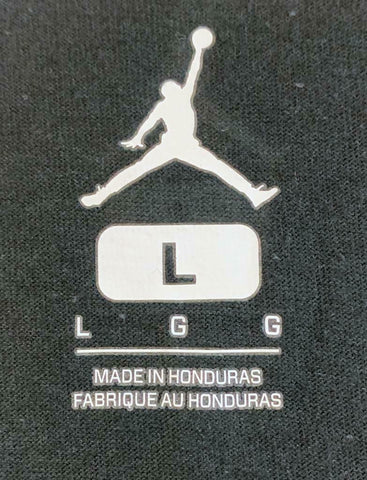 L
L G G
MADE IN HONDURAS
FABRIQUE AU HONDURAS